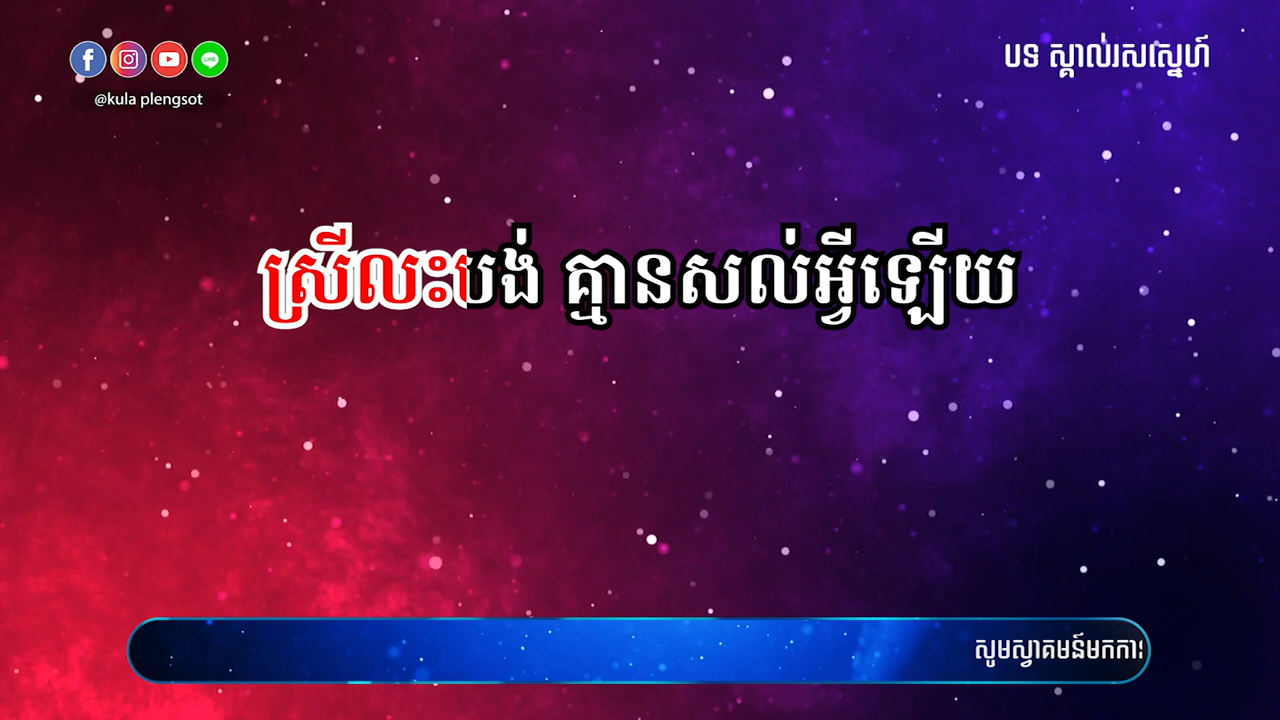 @kula plengsot
បទ ស្គាល់រសស្នេហ៍
ស្រីលះបង់ គ្មានសល់អ្វីឡើយ
សូមស្វាគមន៍មកកា